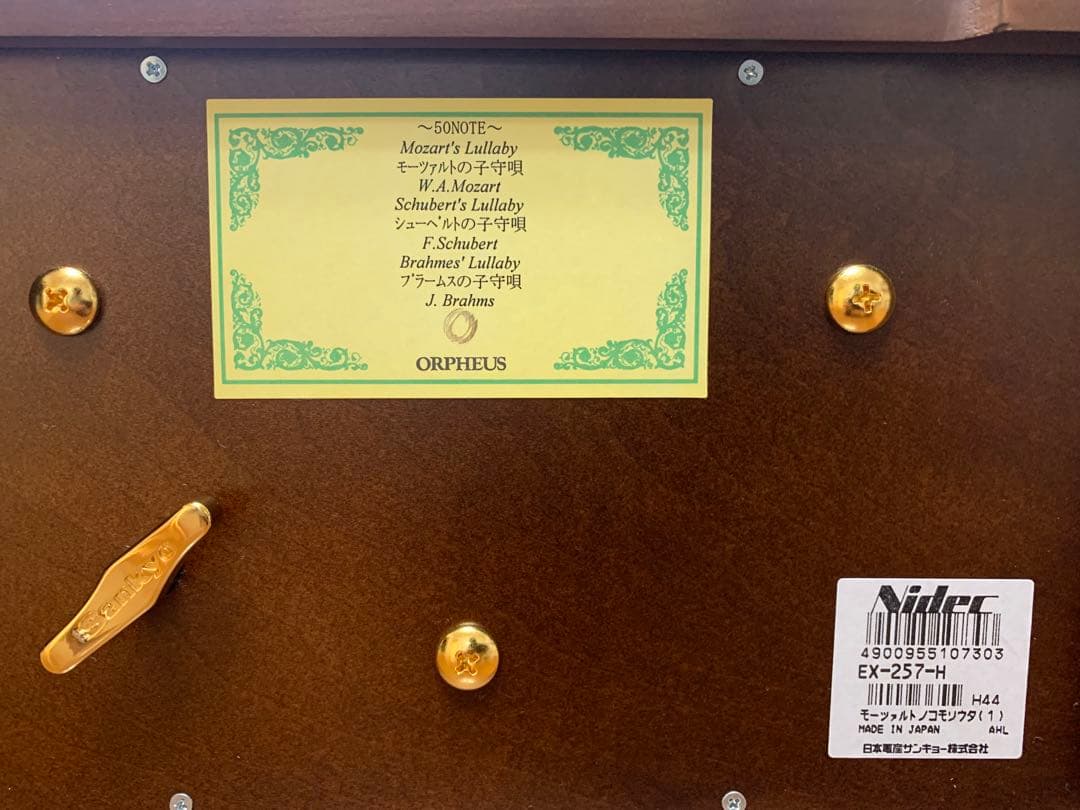 ～50NOTE～
Mozart's Lullaby
モーツァルトの子守唄
W.A.Mozart
Schubert's Lullaby
シューベルトの子守唄
F.Schubert
Brahmes' Lullaby
ブラームスの子守唄
J. Brahms
ORPHEUS
Sankyo
Nidec
4900955107303
EX-257-H
H44
モーツァルトノコモリウタ(1)
MADE IN JAPAN AHL
日本電産サンキョー株式会社